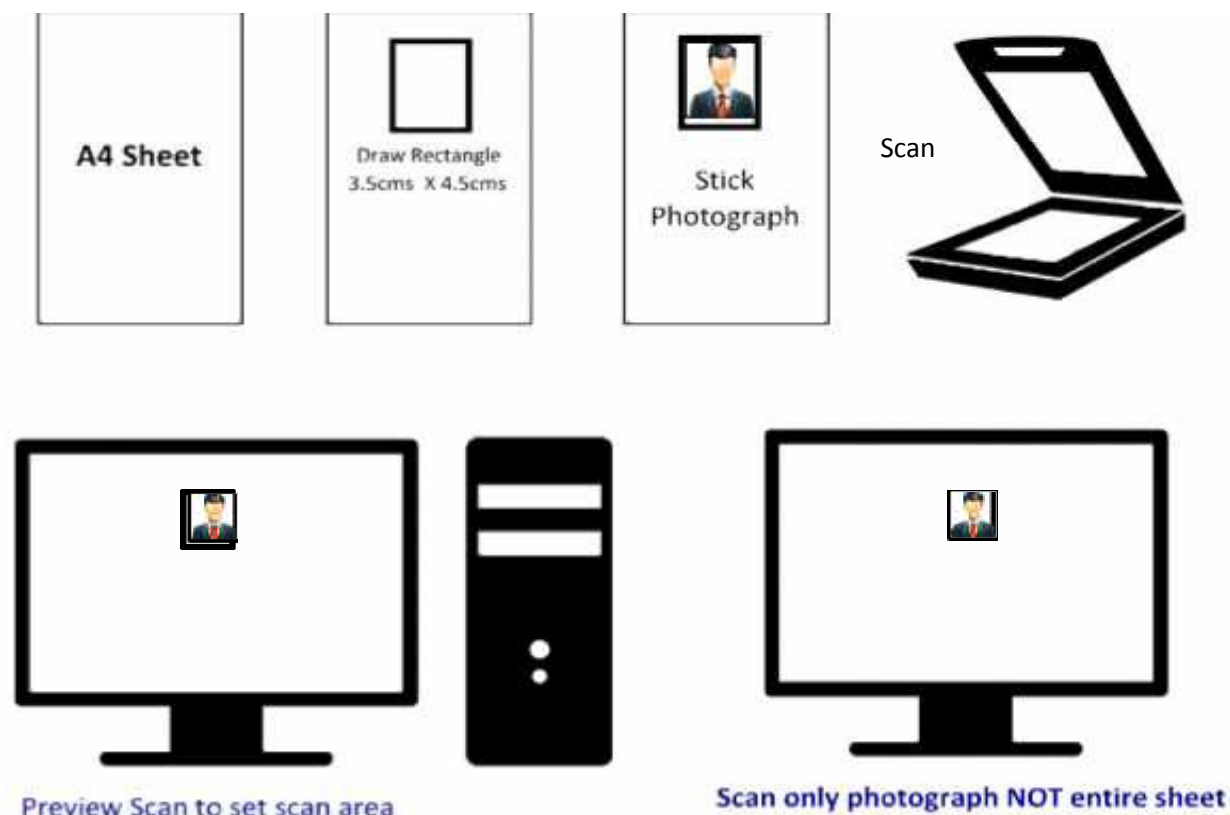 A4 Sheet
Draw Rectangle
3.5cms X 4.5cms
Stick
Photograph
Scan
Preview Scan to set scan area
Scan only photograph NOT entire sheet